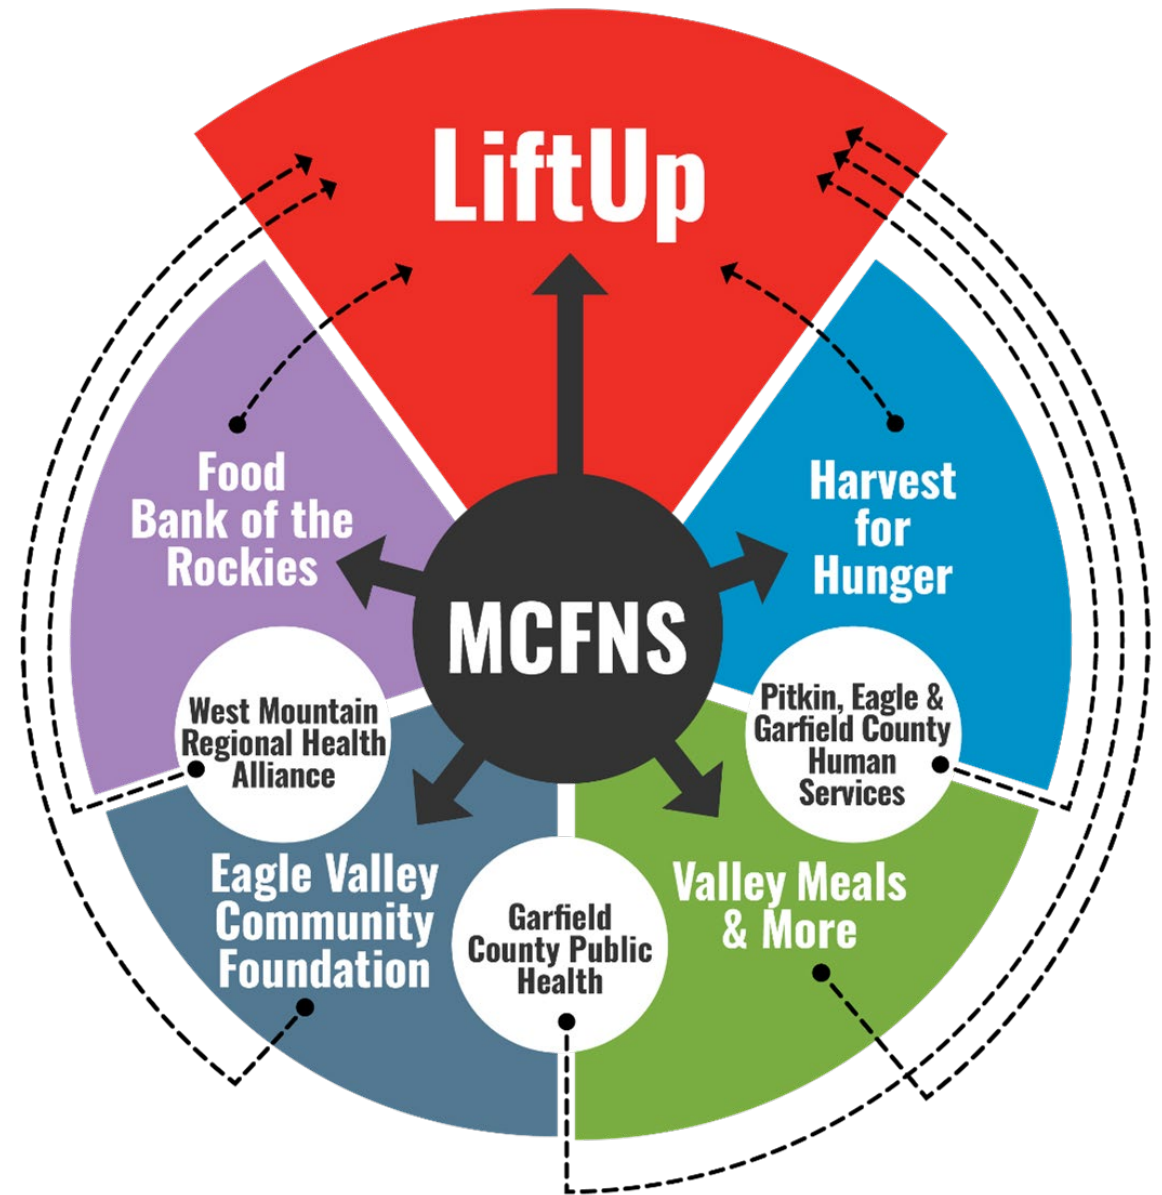 LiftUp
Food
Bank of the
Rockies
Harvest
for
Hunger
MCFNS
West Mountain
Regional Health
Alliance
Pitkin, Eagle &
Garfield County
Human
Services
Eagle Valley
Community
Foundation
Garfield
County Public
Health
Valley Meals
& More